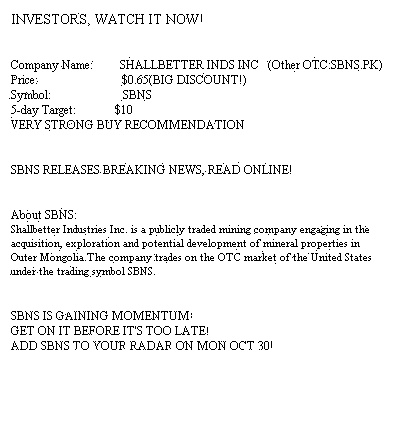 INVESTORS, WATCH IT NOW!
Company Name: SHALLBETTER INDS INC (Other OTC:SBNS.PK)
Price: $0.65(BIG DISCOUNT!)
Symbol: SBNS
5-day Target: $10
VERY STRONG BUY RECOMMENDATION
SBNS RELEASES BREAKING NEWS, READ ONLINE!
About SBNS:
Shallbetter Industries Inc. is a publicly traded mining company engaging in the
acquisition, exploration and potential development of mineral properties in
Outer Mongolia.The company trades on the OTC market of the United States
under the trading symbol SBNS.
SBNS IS GAINING MOMENTUM:
GET ON IT BEFORE IT'S TOO LATE!
ADD SBNS TO YOUR RADAR ON MON OCT 30!